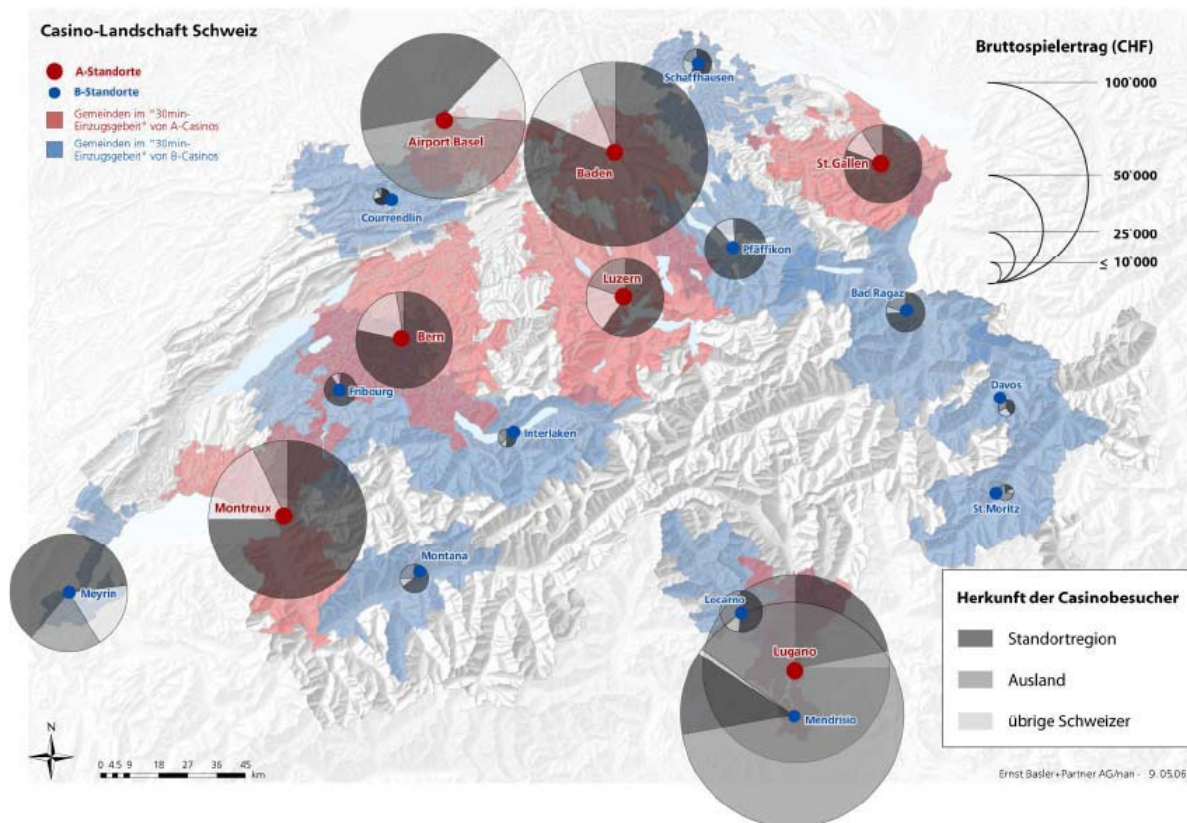 Casino-Landschaft Schweiz
A-Standorte
B-Standorte
Gemeinden im "30min-
Einzugsgebeit" von A-Casinos
Gemeinden im "30min-
Einzugsgebeit" von B-Casinos
Bruttospielertrag (CHF)
100`000
50`000
25`000
≤ 10`000
Schaffhausen
Airport Basel
Baden
St.Gallen
Courrendlin
Pfäffikon
Luzern
Bad Ragaz
Bern
Fribourg
Davos
Interlaken
St.Moritz
Montreux
Montana
Meyrin
Locarno
Lugano
Mendrisio
Herkunft der Casinobesucher
Standortregion
Ausland
übrige Schweizer
N
0 4.5 9 18 27 36 45
km
Ernst Basler+Partner AG/nan - 9.05.06